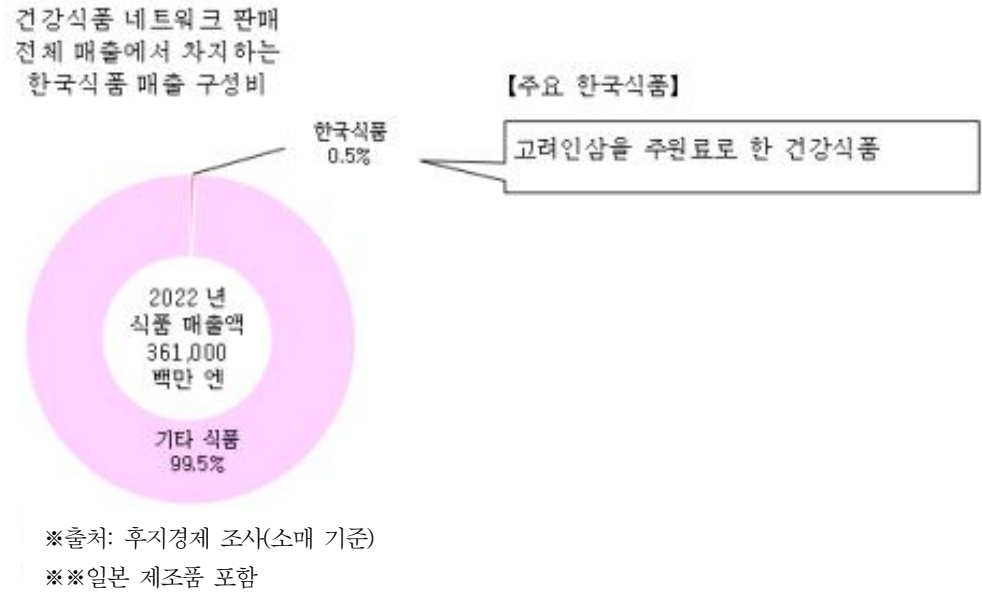 건강식품 네트워크 판매
전체 매출에서 차지하는
한국식품 매출 구성비
【주요 한국식품】
한국식품
0.5%
고려인삼을 주원료로 한 건강식품
2022 년
식품 매출액
361,000
백만 엔
기타 식품
99.5%
※출처: 후지경제 조사(소매 기준)
※※일본 제조품 포함